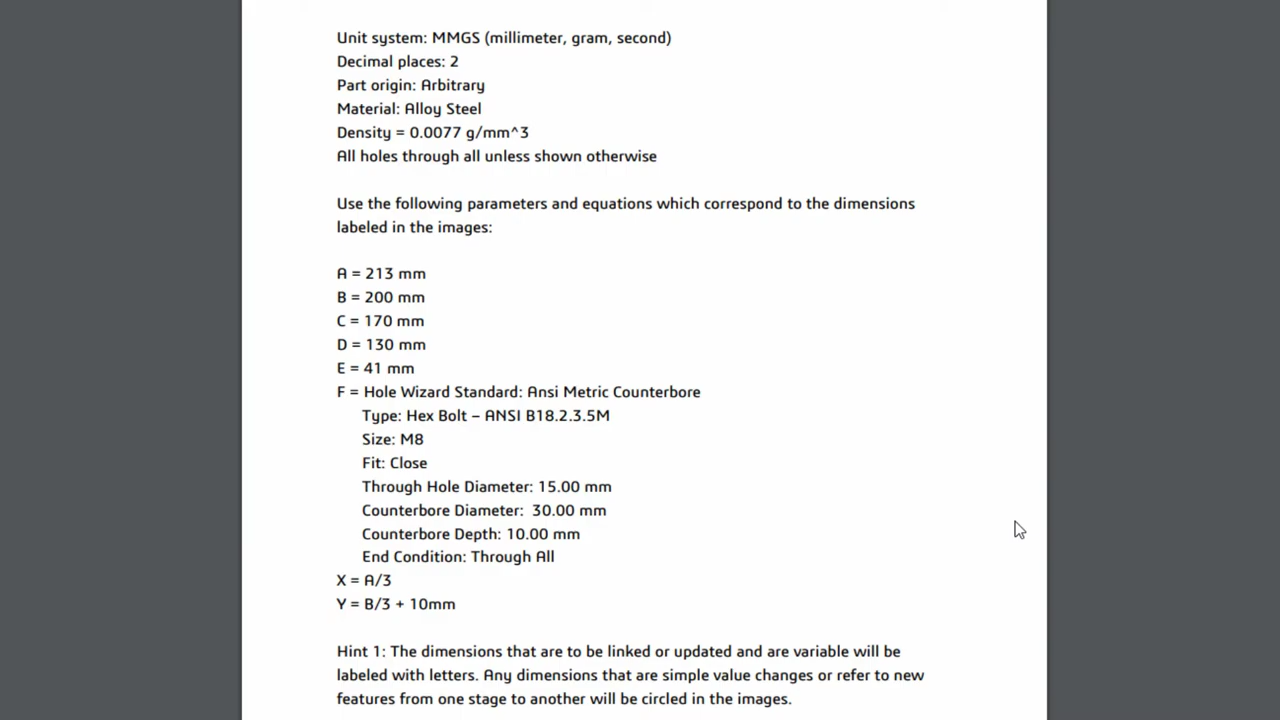 Unit system: MMGS (millimeter, gram, second)
Decimal places: 2
Part origin: Arbitrary
Material: Alloy Steel
Density = 0.0077 g/mm^3
All holes through all unless shown otherwise
Use the following parameters and equations which correspond to the dimensions
labeled in the images:
A = 213 mm
B = 200 mm
C = 170 mm
D = 130 mm
E = 41 mm
F = Hole Wizard Standard: Ansi Metric Counterbore
Type: Hex Bolt – ANSI B18.2.3.5M
Size: M8
Fit: Close
Through Hole Diameter: 15.00 mm
Counterbore Diameter: 30.00 mm
Counterbore Depth: 10.00 mm
End Condition: Through All
X = A/3
Y = B/3 + 10mm
Hint 1: The dimensions that are to be linked or updated and are variable will be
labeled with letters. Any dimensions that are simple value changes or refer to new
features from one stage to another will be circled in the images.